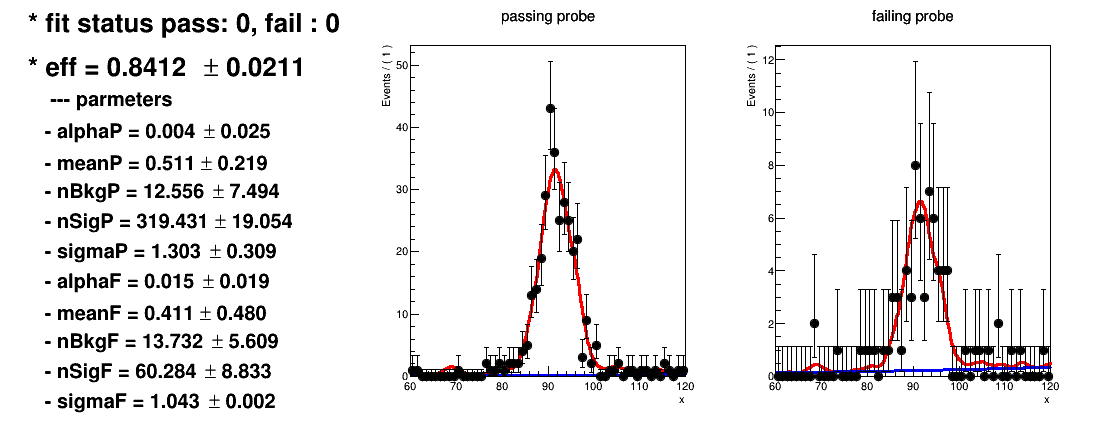 * fit status pass: 0, fail : 0
* eff = 0.8412 ± 0.0211
--- parmeters
- alphaP = 0.004 ± 0.025
- meanP = 0.511 ± 0.219
- nBkgP = 12.556 ± 7.494
- nSigP = 319.431 ± 19.054
- sigmaP = 1.303 ± 0.309
- alphaF = 0.015 ± 0.019
- meanF = 0.411 ± 0.480
- nBkgF = 13.732 ± 5.609
- nSigF = 60.284 ± 8.833
- sigmaF = 1.043 ± 0.002
passing probe
Events / ( 1 )
50
40
30
20
10
0
60 70 80 90 100 110 120
x
failing probe
Events / ( 1 )
12
10
8
6
4
2
0
60 70 80 90 100 110 120
x